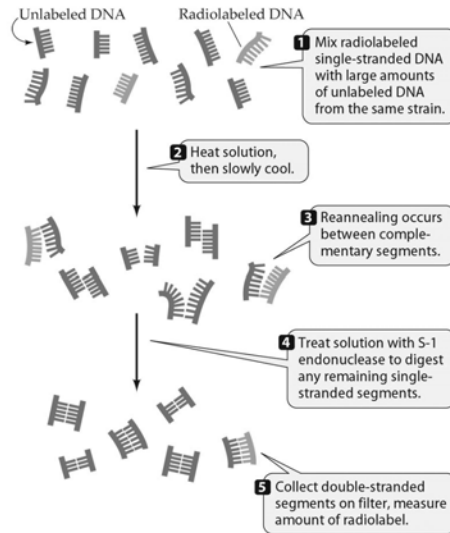 Unlabeled DNA
Radiolabeled DNA
1 Mix radiolabeled
single-stranded DNA
with large amounts
of unlabeled DNA
from the same strain.
2 Heat solution,
then slowly cool.
3 Reannealing occurs
between comple-
mentary segments.
4 Treat solution with S-1
endonuclease to digest
any remaining single-
stranded segments.
5 Collect double-stranded
segments on filter, measure
amount of radiolabel.